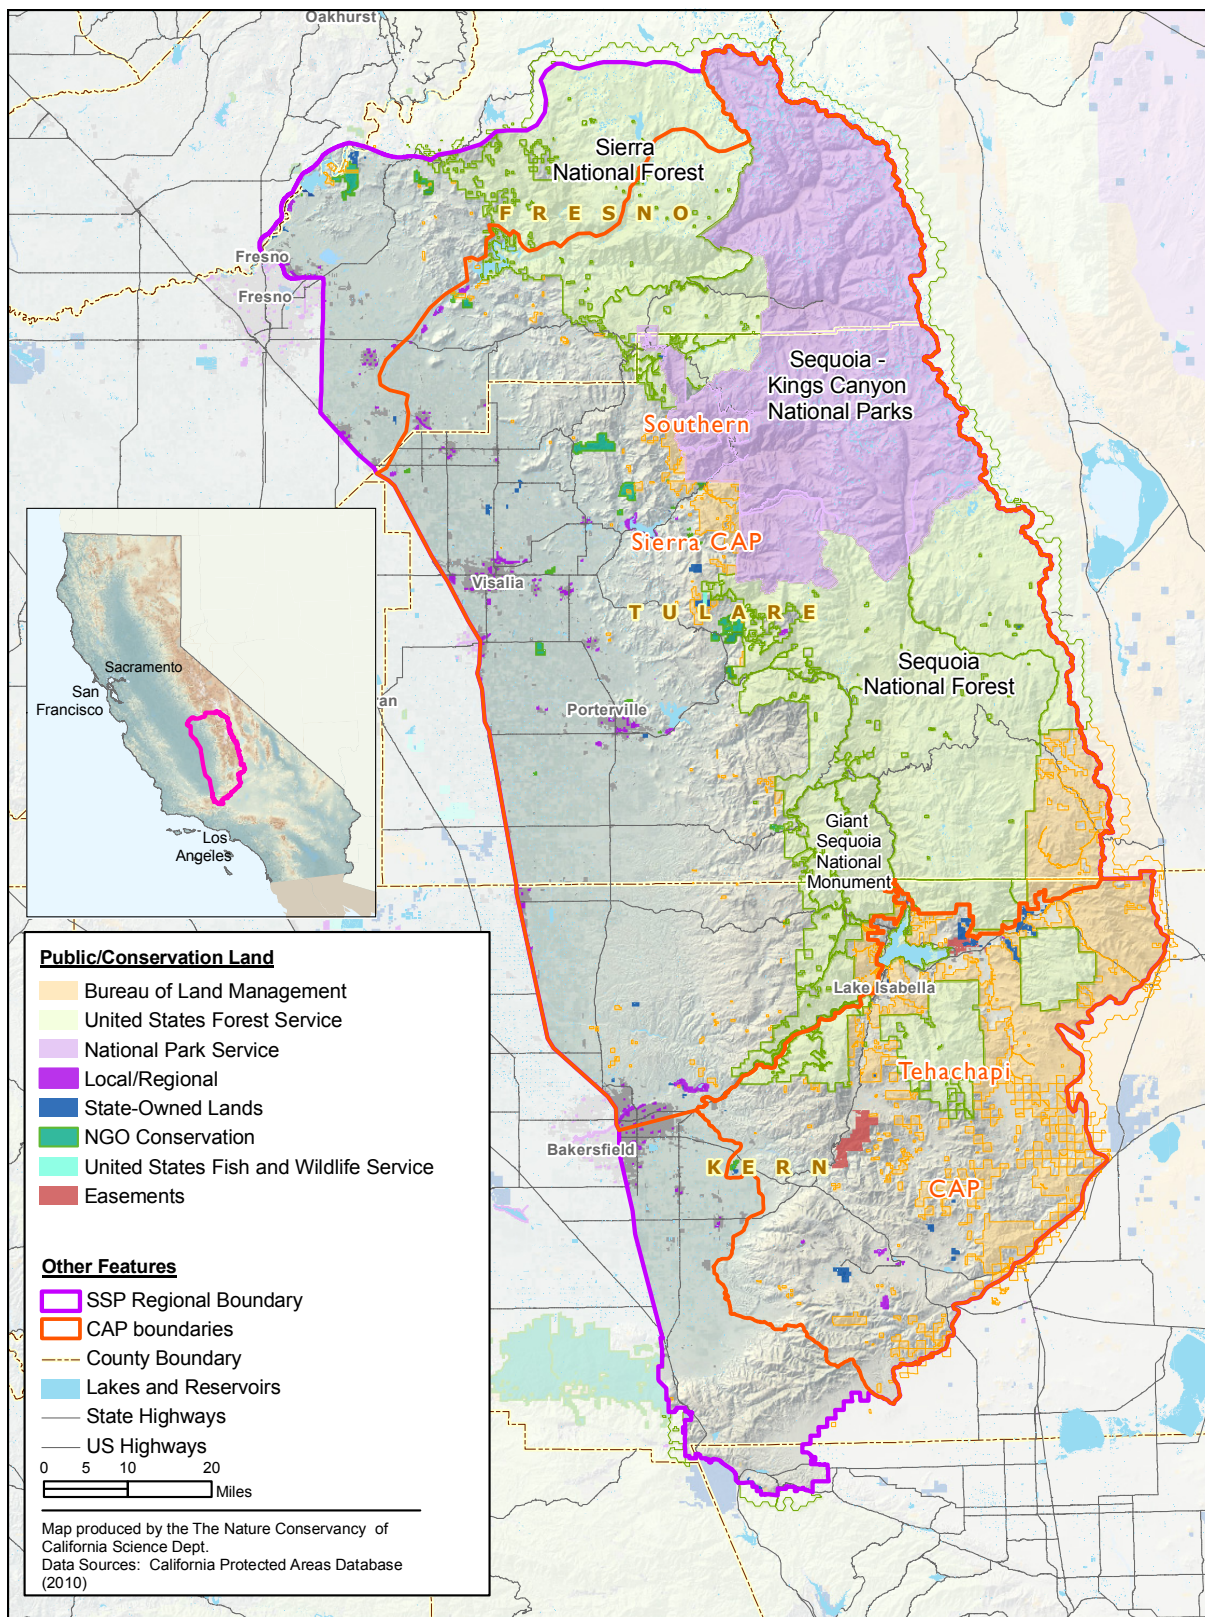 Oakhurst
Sierra
National Forest
F R E S N O
Fresno
Fresno
Sequoia -
Kings Canyon
National Parks
Southern
Sierra CAP
Visalia
T U L A R E
Sequoia
National Forest
Porterville
an
Giant
Sequoia
National
Monument
Lake Isabella
Tehachapi
CAP
Bakersfield
K E R N
Sacramento
San
Francisco
Los
Angeles
Public/Conservation Land
Bureau of Land Management
United States Forest Service
National Park Service
Local/Regional
State-Owned Lands
NGO Conservation
United States Fish and Wildlife Service
Easements
Other Features
SSP Regional Boundary
CAP boundaries
County Boundary
Lakes and Reservoirs
State Highways
US Highways
0 5 10 20
Miles
Map produced by the The Nature Conservancy of
California Science Dept.
Data Sources: California Protected Areas Database
(2010)